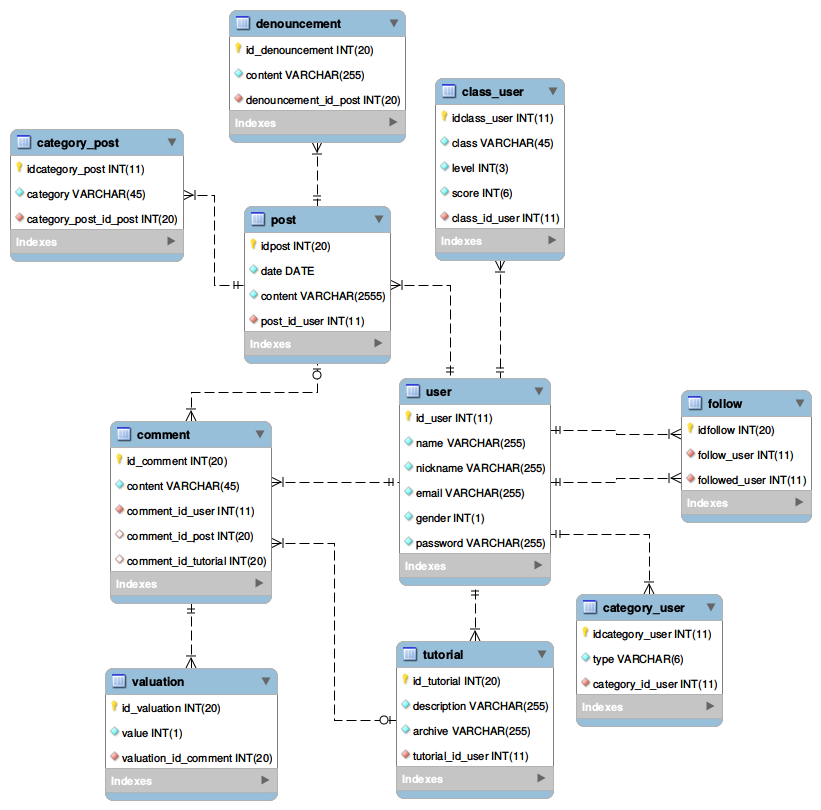 denouncement
id_denouncement INT(20)
content VARCHAR(255)
denouncement_id_post INT(20)
Indexes
class_user
idclass_user INT(11)
class VARCHAR(45)
level INT(3)
score INT(6)
class_id_user INT(11)
Indexes
category_post
idcategory_post INT(11)
category VARCHAR(45)
category_post_id_post INT(20)
Indexes
post
idpost INT(20)
date DATE
content VARCHAR(2555)
post_id_user INT(11)
Indexes
user
id_user INT(11)
name VARCHAR(255)
nickname VARCHAR(255)
email VARCHAR(255)
gender INT(1)
password VARCHAR(255)
Indexes
follow
idfollow INT(20)
follow_user INT(11)
followed_user INT(11)
Indexes
comment
id_comment INT(20)
content VARCHAR(45)
comment_id_user INT(11)
comment_id_post INT(20)
comment_id_tutorial INT(20)
Indexes
category_user
idcategory_user INT(11)
type VARCHAR(6)
category_id_user INT(11)
Indexes
valuation
id_valuation INT(20)
value INT(1)
valuation_id_comment INT(20)
Indexes
tutorial
id_tutorial INT(20)
description VARCHAR(255)
archive VARCHAR(255)
tutorial_id_user INT(11)
Indexes